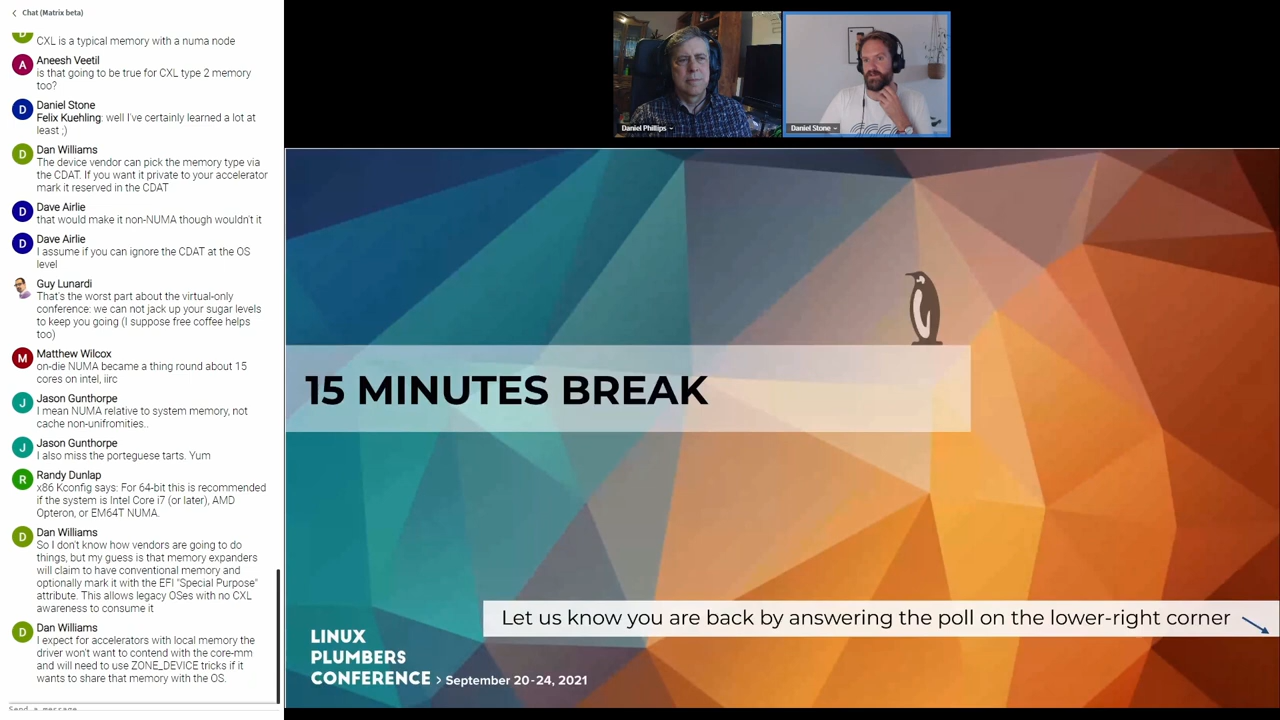 Chat (Matrix beta)
CXL is a typical memory with a numa node
A
Aneesh Veetil
is that going to be true for CXL type 2 memory
too?
D
Daniel Stone
Felix Kuehling: well I've certainly learned a lot at
least ;)
D
Dan Williams
The device vendor can pick the memory type via
the CDAT. If you want it private to your accelerator
mark it reserved in the CDAT
D
Dave Airlie
that would make it non-NUMA though wouldn't it
D
Dave Airlie
I assume if you can ignore the CDAT at the OS
level
Guy Lunardi
That's the worst part about the virtual-only
conference: we can not jack up your sugar levels
to keep you going (I suppose free coffee helps
too)
M
Matthew Wilcox
on-die NUMA became a thing round about 15
cores on intel, iirc
J
Jason Gunthorpe
I mean NUMA relative to system memory, not
cache non-unifromities..
J
Jason Gunthorpe
I also miss the porteguese tarts. Yum
R
Randy Dunlap
x86 Kconfig says: For 64-bit this is recommended
if the system is Intel Core i7 (or later), AMD
Opteron, or EM64T NUMA.
D
Dan Williams
So I don't know how vendors are going to do
things, but my guess is that memory expanders
will claim to have conventional memory and
optionally mark it with the EFI "Special Purpose"
attribute. This allows legacy OSes with no CXL
awareness to consume it
D
Dan Williams
I expect for accelerators with local memory the
driver won't want to contend with the core-mm
and will need to use ZONE_DEVICE tricks if it
wants to share that memory with the OS.
Send a message
Daniel Phillips
Daniel Stone
15 MINUTES BREAK
Let us know you are back by answering the poll on the lower-right corner
LINUX
PLUMBERS
CONFERENCE > September 20-24, 2021